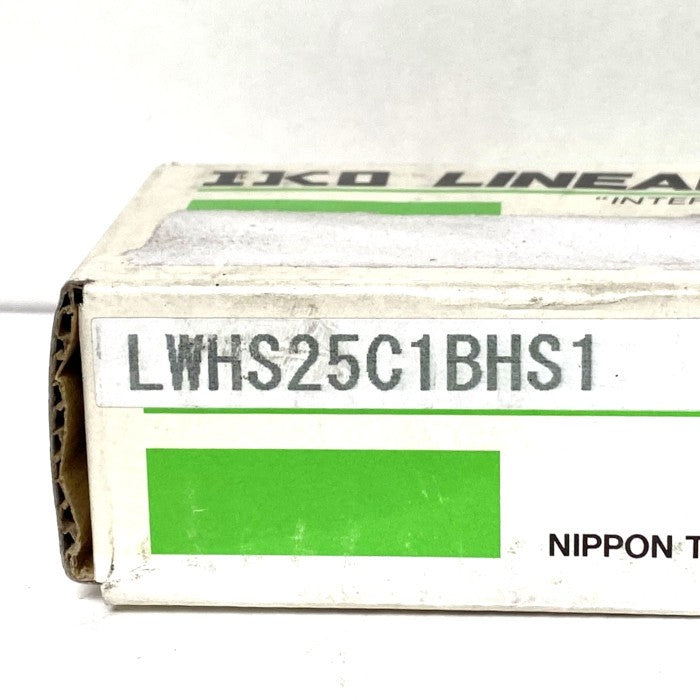 IKO LINEA
"INTER
LWHS25C1BHS1
NIPPON T